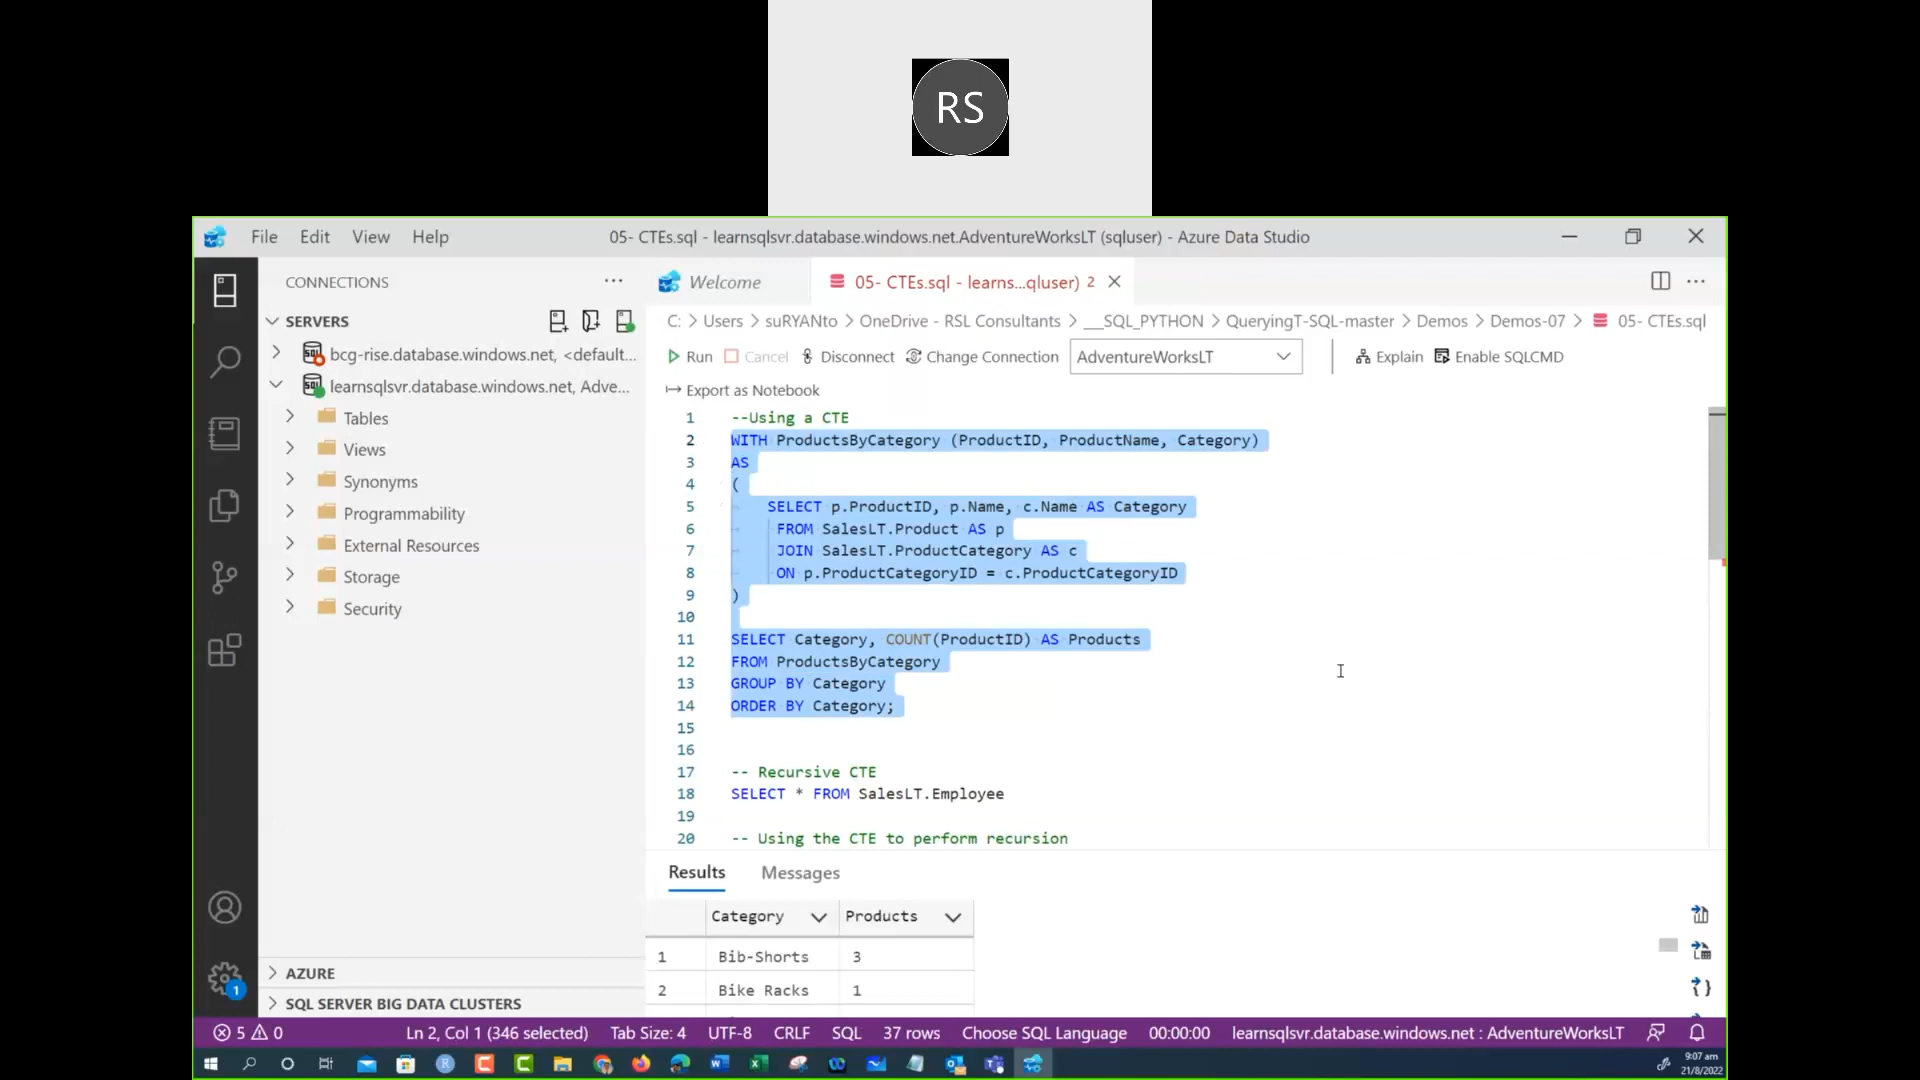 RS
File Edit View Help 05- CTEs.sql - learnsqlsvr.database.windows.net.AdventureWorksLT (sqluser) - Azure Data Studio
CONNECTIONS
Welcome
05- CTEs.sql - learns...qluser) 2
SERVERS
C: > Users > suRYANto > OneDrive - RSL Consultants > __SQL_PYTHON > QueryingT-SQL-master > Demos > Demos-07 > 05- CTEs.sql
bcg-rise.database.windows.net, <default...
Run Cancel Disconnect Change Connection AdventureWorksLT Explain Enable SQLCMD
learnsqlsvr.database.windows.net, Adve...
Export as Notebook
Tables
Views
Synonyms
Programmability
External Resources
Storage
Security
1 --Using a CTE
2 WITH ProductsByCategory (ProductID, ProductName, Category)
3 AS
4 (
5 SELECT p.ProductID, p.Name, c.Name AS Category
6 FROM SalesLT.Product AS p
7 JOIN SalesLT.ProductCategory AS c
8 ON p.ProductCategoryID = c.ProductCategoryID
9 )
10
11 SELECT Category, COUNT(ProductID) AS Products
12 FROM ProductsByCategory
13 GROUP BY Category
14 ORDER BY Category;
15
16
17 -- Recursive CTE
18 SELECT * FROM SalesLT.Employee
19
20 -- Using the CTE to perform recursion
Results Messages
Category Products
1 Bib-Shorts 3
2 Bike Racks 1
AZURE
SQL SERVER BIG DATA CLUSTERS
1
5 0 Ln 2, Col 1 (346 selected) Tab Size: 4 UTF-8 CRLF SQL 37 rows Choose SQL Language 00:00:00 learnsqlsvr.database.windows.net : AdventureWorksLT
9:07 am
21/8/2022